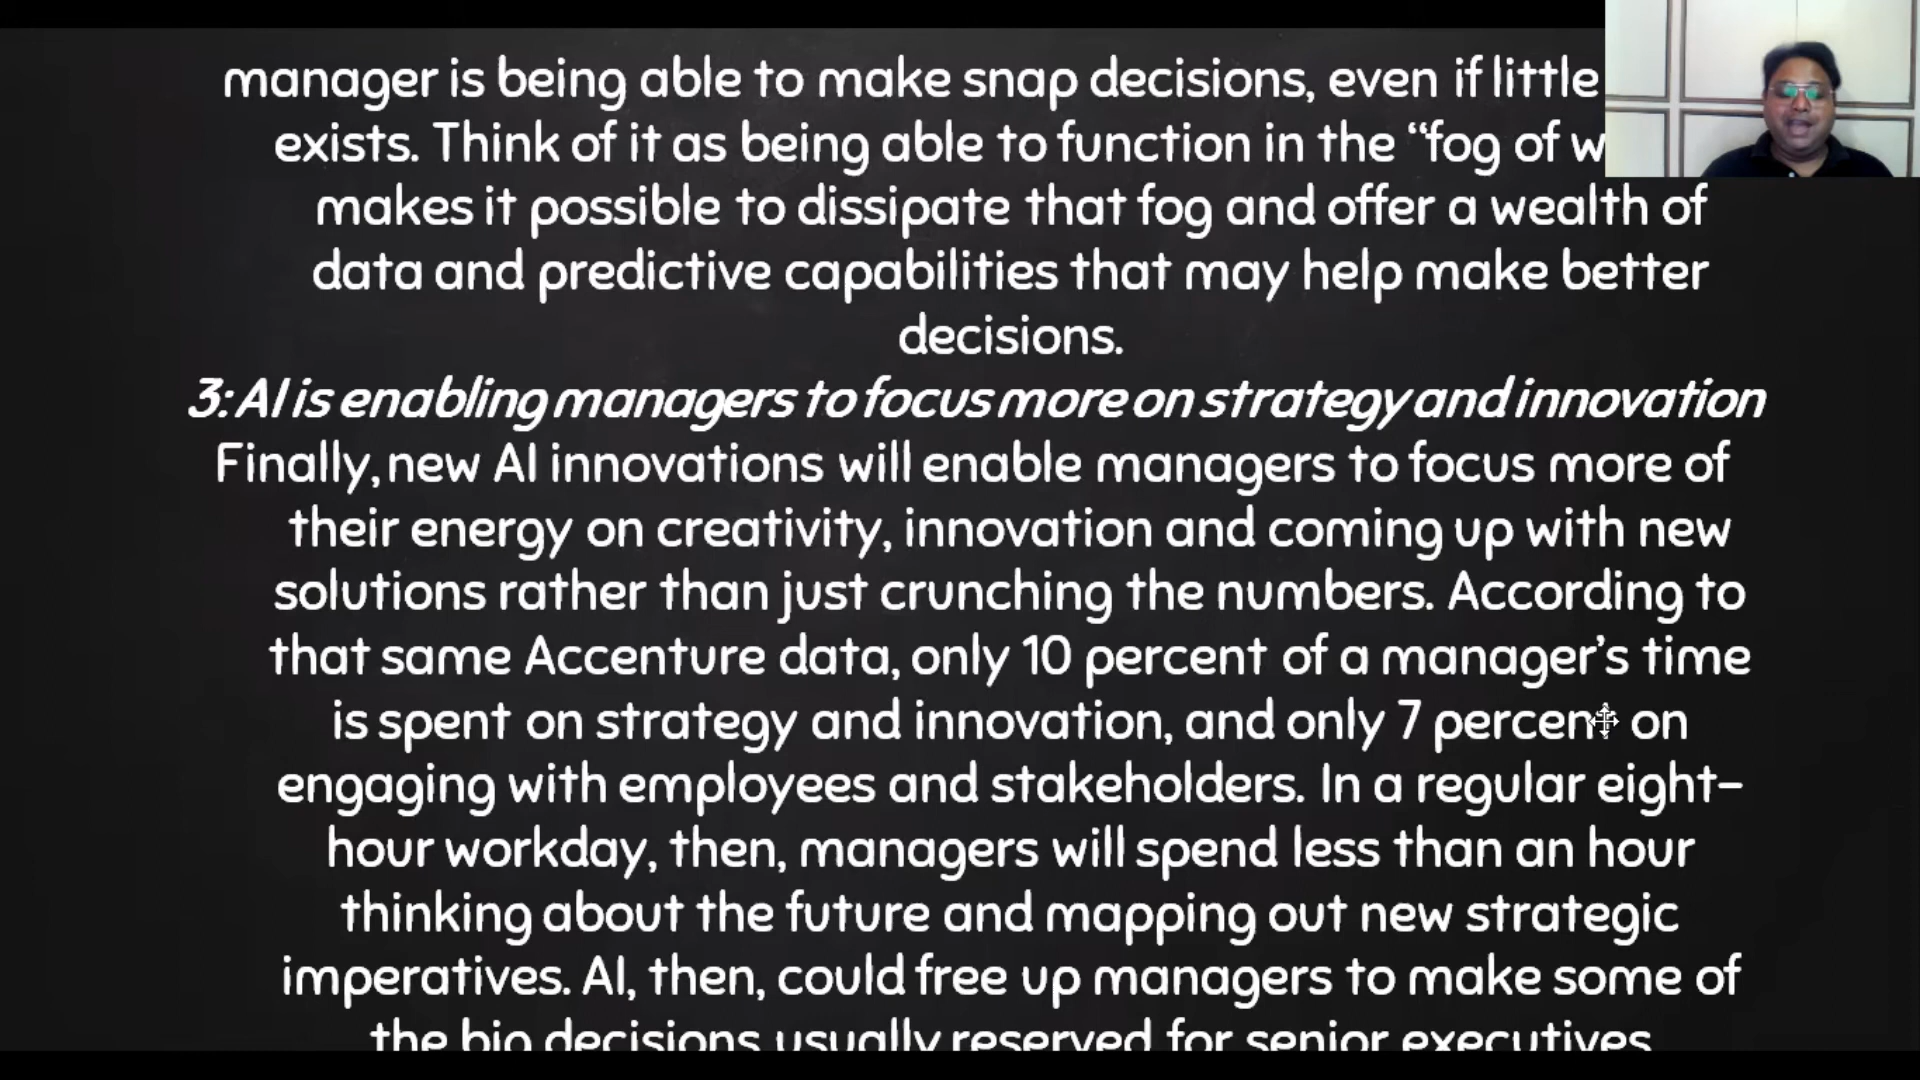 manager is being able to make snap decisions, even if little
exists. Think of it as being able to function in the “fog of
makes it possible to dissipate that fog and offer a wealth of
data and predictive capabilities that may help make better
decisions.
3: AI is enabling managers to focus more on strategy and innovation
Finally, new AI innovations will enable managers to focus more of
their energy on creativity, innovation and coming up with new
solutions rather than just crunching the numbers. According to
that same Accenture data, only 10 percent of a manager’s time
is spent on strategy and innovation, and only 7 percent on
engaging with employees and stakeholders. In a regular eight–
hour workday, then, managers will spend less than an hour
thinking about the future and mapping out new strategic
imperatives. AI, then, could free up managers to make some of
the big decisions usually reserved for senior executives